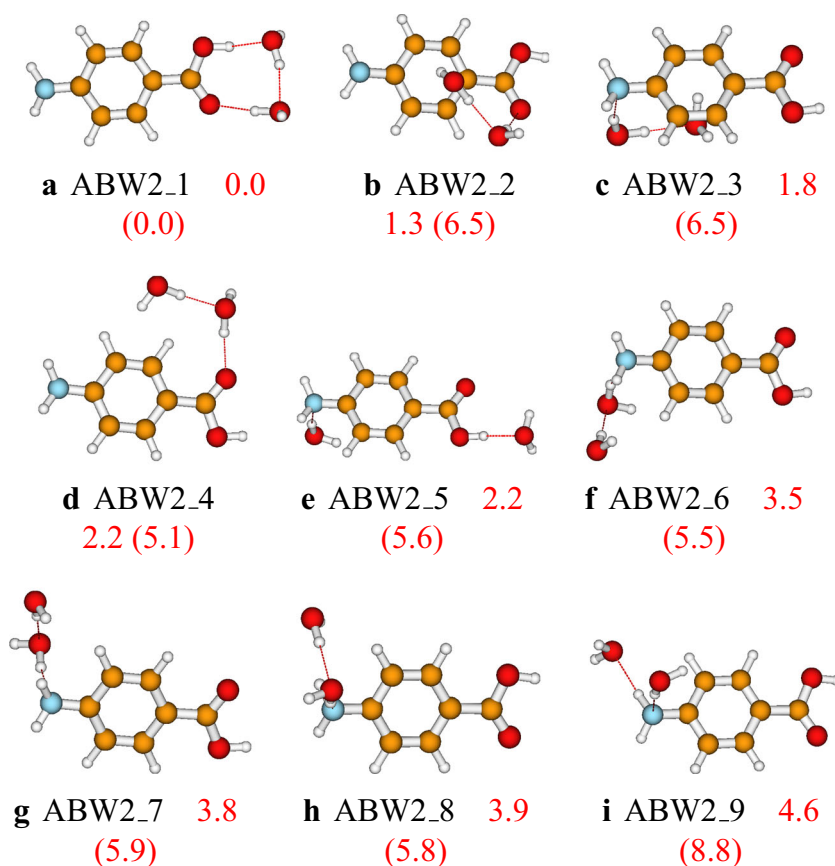 a ABW2_1 0.0
(0.0)
b ABW2_2
1.3 (6.5)
c ABW2_3 1.8
(6.5)
d ABW2_4
2.2 (5.1)
e ABW2_5 2.2
(5.6)
f ABW2_6 3.5
(5.5)
g ABW2_7 3.8
(5.9)
h ABW2_8 3.9
(5.8)
i ABW2_9 4.6
(8.8)